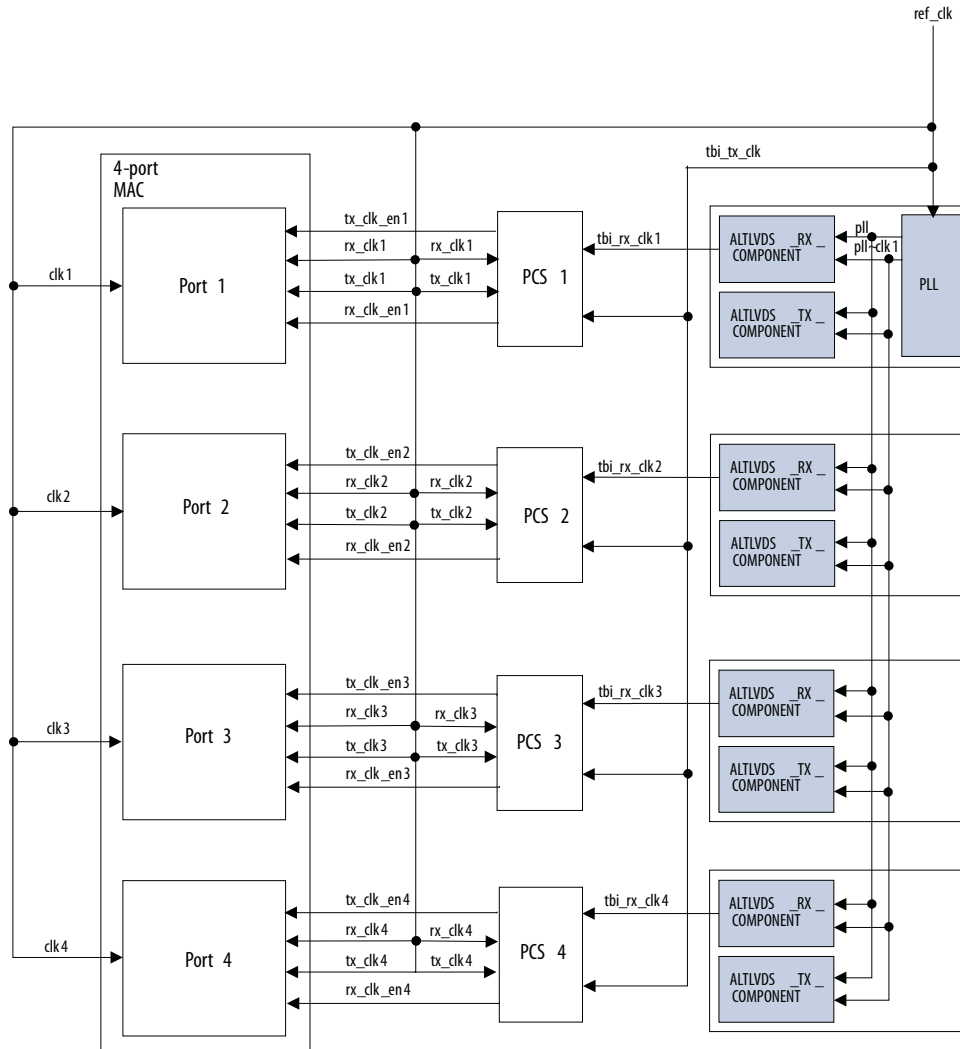 ref_clk
tbi_tx_clk
4-port
MAC
tx_clk_en1
rx_clk1
rx_clk1
tx_clk1
tx_clk1
rx_clk_en1
clk1
Port 1
PCS 1
tbi_rx_clk1
ALTLVDS _RX _
COMPONENT
ALTLVDS _TX _
COMPONENT
pll
pll~clk1
PLL
tx_clk_en2
rx_clk2
rx_clk2
tx_clk2
tx_clk2
rx_clk_en2
clk2
Port 2
PCS 2
tbi_rx_clk2
ALTLVDS _RX _
COMPONENT
ALTLVDS _TX _
COMPONENT
tx_clk_en3
rx_clk3
rx_clk3
tx_clk3
tx_clk3
rx_clk_en3
clk3
Port 3
PCS 3
tbi_rx_clk3
ALTLVDS _RX _
COMPONENT
ALTLVDS _TX _
COMPONENT
tx_clk_en4
rx_clk4
rx_clk4
tx_clk4
tx_clk4
rx_clk_en4
clk4
Port 4
PCS 4
tbi_rx_clk4
ALTLVDS _RX _
COMPONENT
ALTLVDS _TX _
COMPONENT